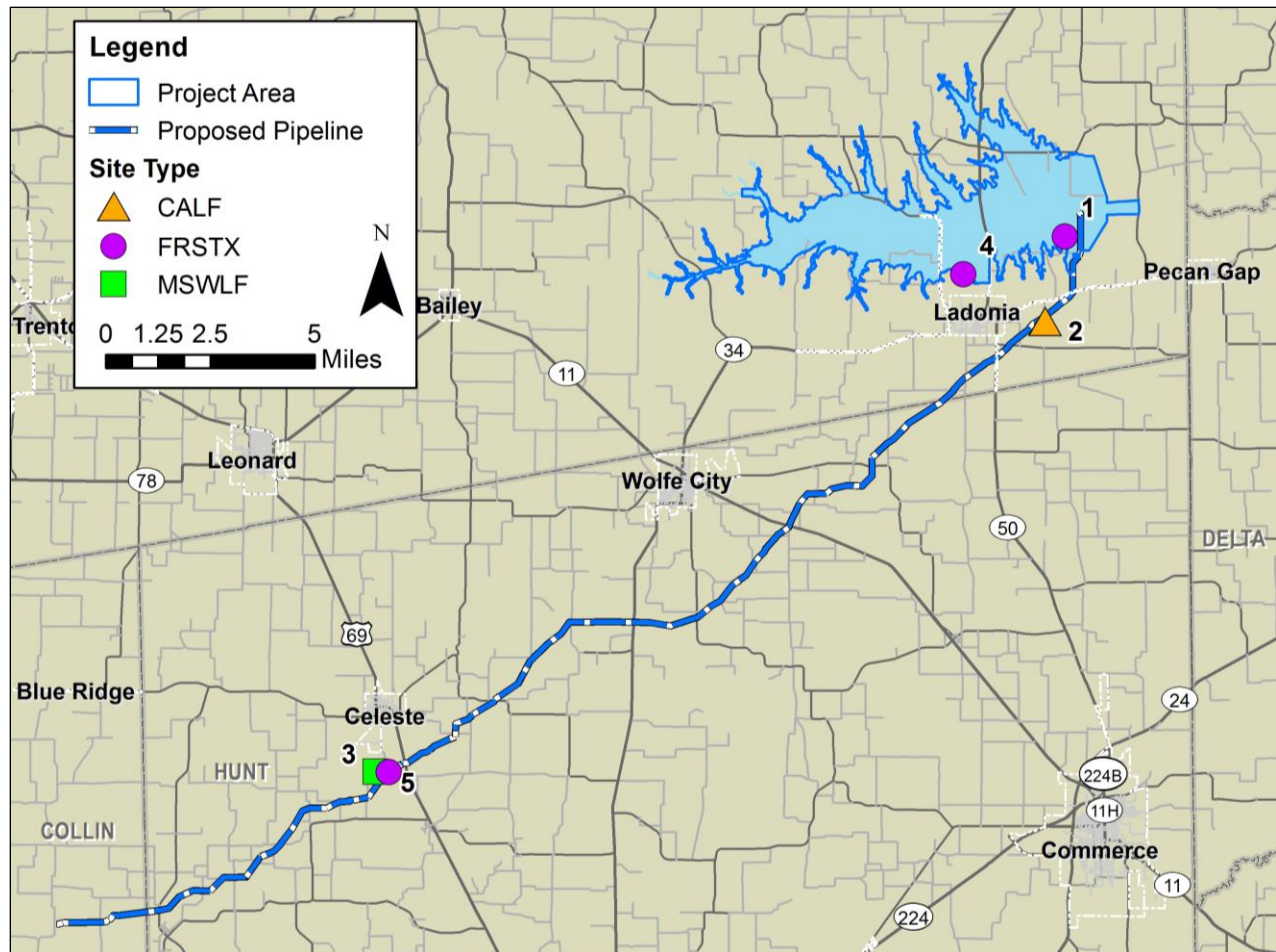 Legend
Project Area
Proposed Pipeline
Site Type
CALF
FRSTX
MSWLF
N
0 1.25 2.5 5
Miles
1
4
Pecan Gap
Ladonia
2
Trento
Bailey
34
11
Leonard
78
Wolfe City
50
DELTA
69
Blue Ridge
24
Celeste
3
HUNT
5
224B
11H
COLLIN
Commerce
11
224